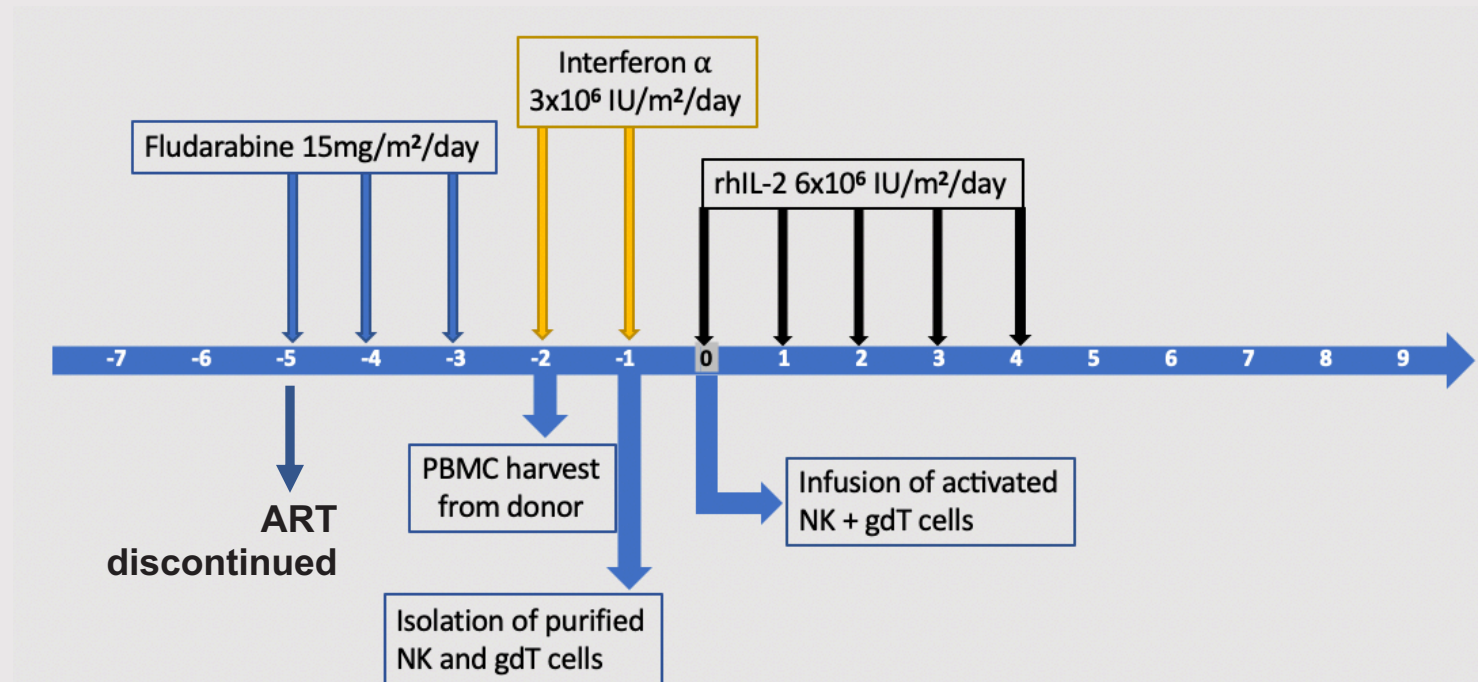 Interferon α
3x10⁶ IU/m²/day
Fludarabine 15mg/m²/day
rhIL-2 6x10⁶ IU/m²/day
-7 -6 -5 -4 -3 -2 -1 0 1 2 3 4 5 6 7 8 9
PBMC harvest
from donor
Infusion of activated
NK + gdT cells
ART
discontinued
Isolation of purified
NK and gdT cells